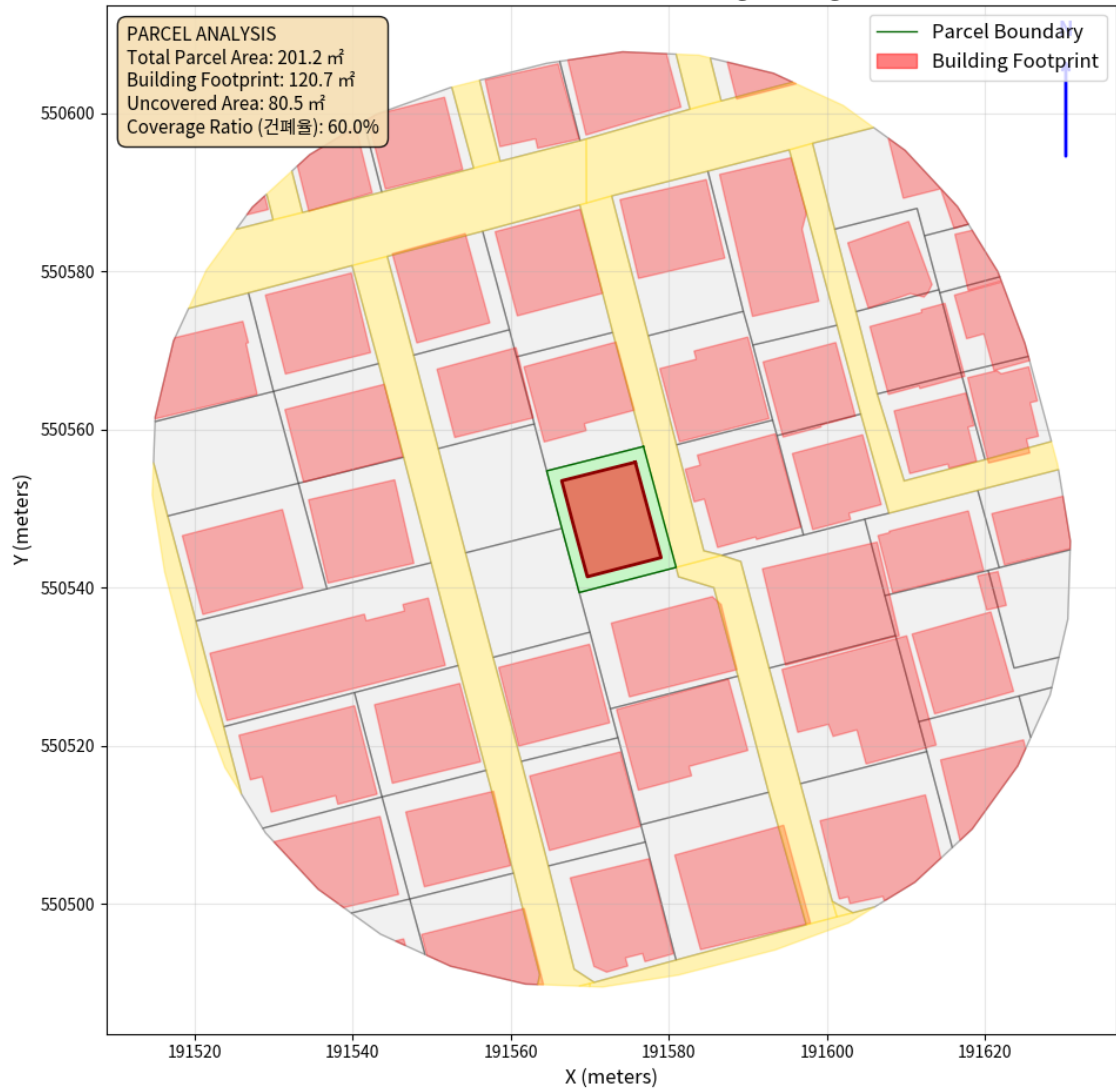 PARCEL ANALYSIS
Total Parcel Area: 201.2 ㎡
Building Footprint: 120.7 ㎡
Uncovered Area: 80.5 ㎡
Coverage Ratio (건폐율): 60.0%
N
Parcel Boundary
Building Footprint
550600
550580
550560
550540
550520
550500
Y (meters)
191520
191540
191560
191580
191600
191620
X (meters)